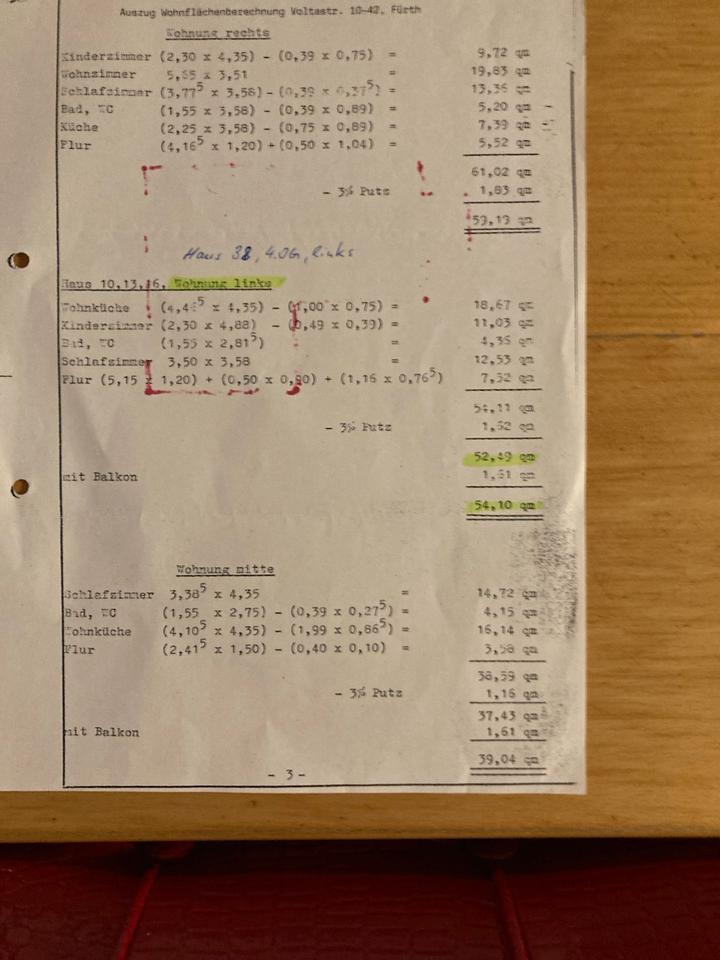 Auszug Wohnflächenberechnung Voltastr. 10-42, Fürth
Wohnung rechts
Kinderzimmer (2,30 x 4,35) - (0,39 x 0,75) = 9,72 qm
Wohnzimmer 5,65 x 3,51 = 19,83 qm
Schlafzimmer (3,77⁵ x 3,58) - (0,39 x 0,37⁵) = 13,36 qm
Bad, WC (1,55 x 3,58) - (0,39 x 0,89) = 5,20 qm
Küche (2,25 x 3,58) - (0,75 x 0,89) = 7,39 qm
Flur (4,16⁵ x 1,20) + (0,50 x 1,04) = 5,52 qm
61,02 qm
- 3% Putz 1,83 qm
59,19 qm
Haus 38, 4.OG, links
Haus 10,13,16, Wohnung links
Wohnküche (4,46⁵ x 4,35) - (1,00 x 0,75) = 18,67 qm
Kinderzimmer (2,30 x 4,88) - (0,49 x 0,39) = 11,03 qm
Bad, WC (1,55 x 2,81⁵) = 4,36 qm
Schlafzimmer 3,50 x 3,58 = 12,53 qm
Flur (5,15 x 1,20) + (0,50 x 0,90) + (1,16 x 0,76⁵) 7,52 qm
54,11 qm
- 3% Putz 1,62 qm
52,49 qm
mit Balkon 1,61 qm
54,10 qm
Wohnung mitte
Schlafzimmer 3,38⁵ x 4,35 = 14,72 qm
Bad, WC (1,55 x 2,75) - (0,39 x 0,27⁵) = 4,15 qm
Wohnküche (4,10⁵ x 4,35) - (1,99 x 0,86⁵) = 16,14 qm
Flur (2,41⁵ x 1,50) - (0,40 x 0,10) = 3,58 qm
38,59 qm
- 3% Putz 1,16 qm
37,43 qm
mit Balkon 1,61 qm
39,04 qm
- 3 -